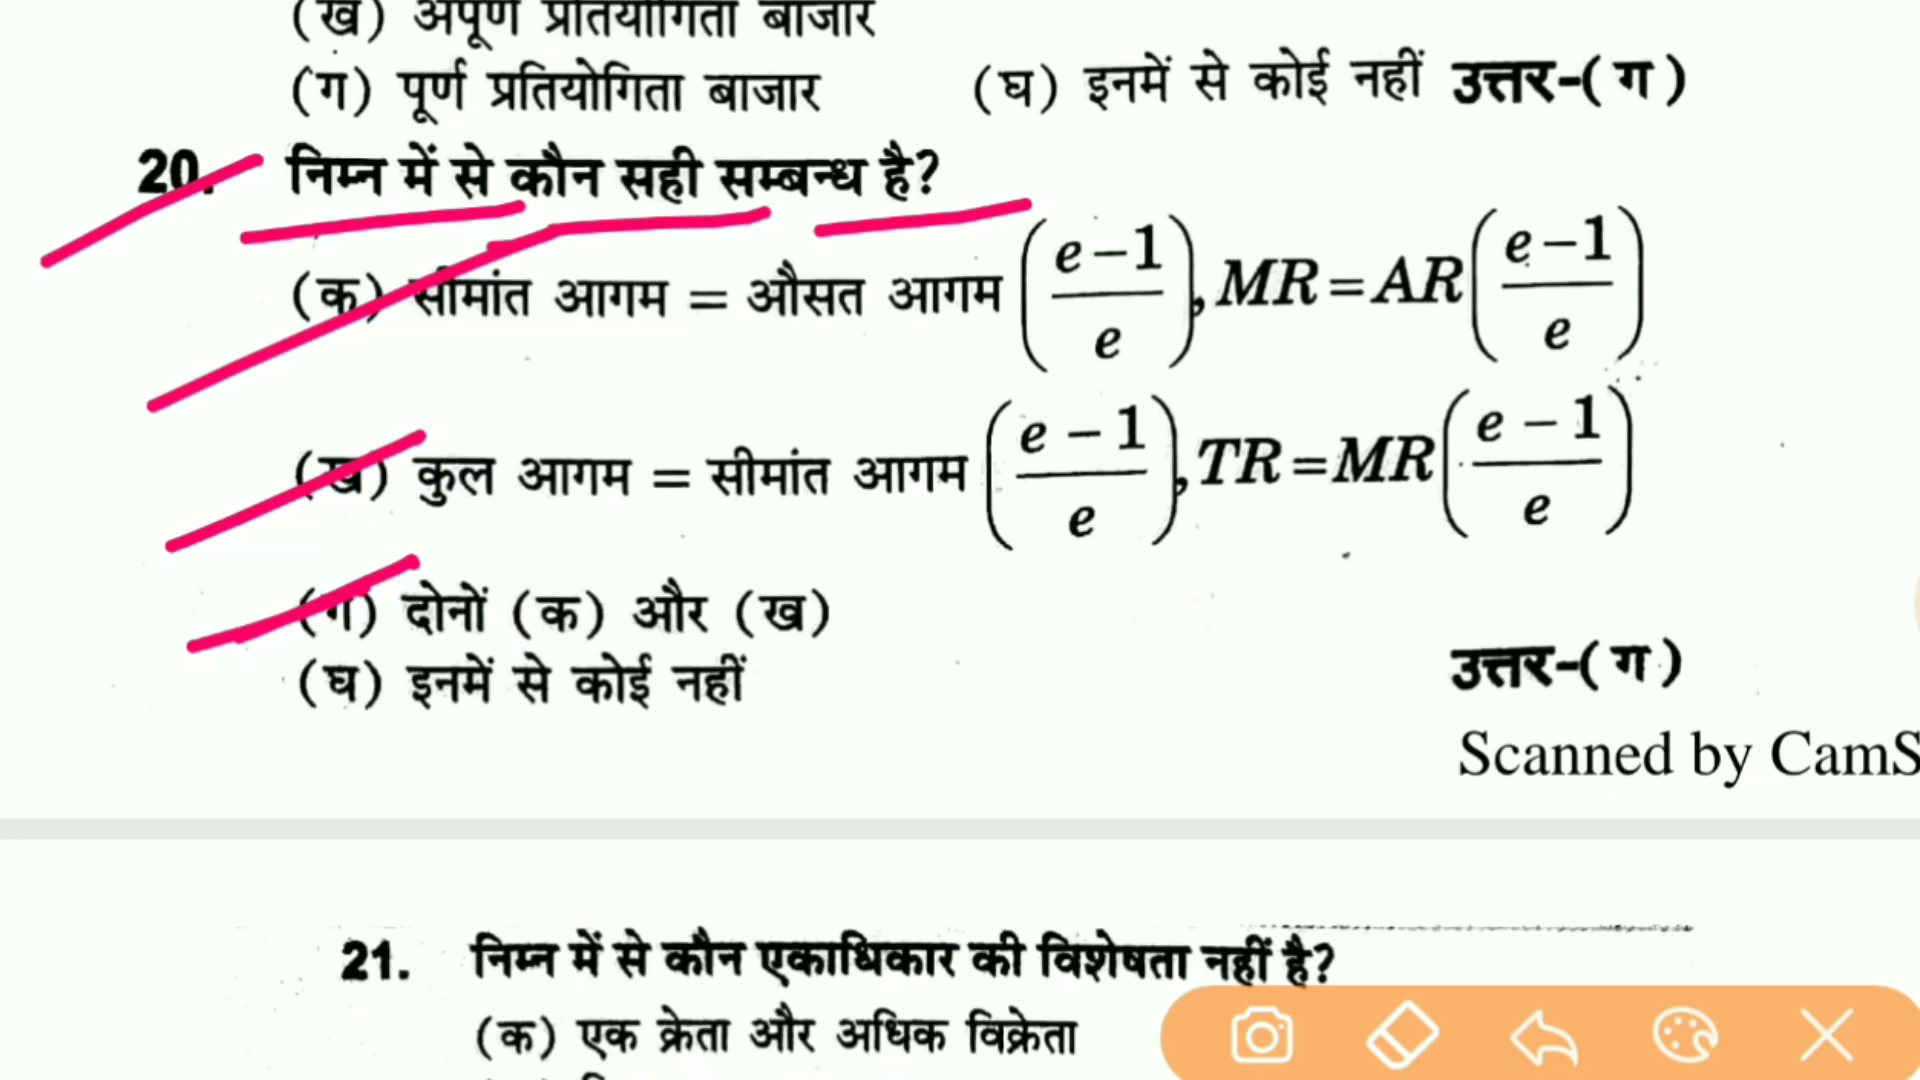 (ख) अपूर्ण प्रतियोगिता बाजार
(ग) पूर्ण प्रतियोगिता बाजार (घ) इनमें से कोई नहीं उत्तर-(ग)
20. निम्न में से कौन सही सम्बन्ध है?
(क) सीमांत आगम = औसत आगम (e-1/e), MR = AR(e-1/e)
(ख) कुल आगम = सीमांत आगम (e-1/e), TR = MR(e-1/e)
(ग) दोनों (क) और (ख)
(घ) इनमें से कोई नहीं उत्तर-(ग)
Scanned by CamS
21. निम्न में से कौन एकाधिकार की विशेषता नहीं है?
(क) एक क्रेता और अधिक विक्रेता